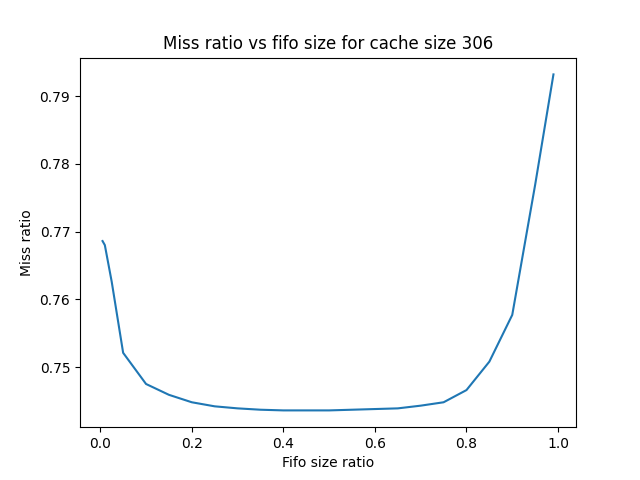 Miss ratio vs fifo size for cache size 306
Miss ratio
0.79
0.78
0.77
0.76
0.75
0.0 0.2 0.4 0.6 0.8 1.0
Fifo size ratio